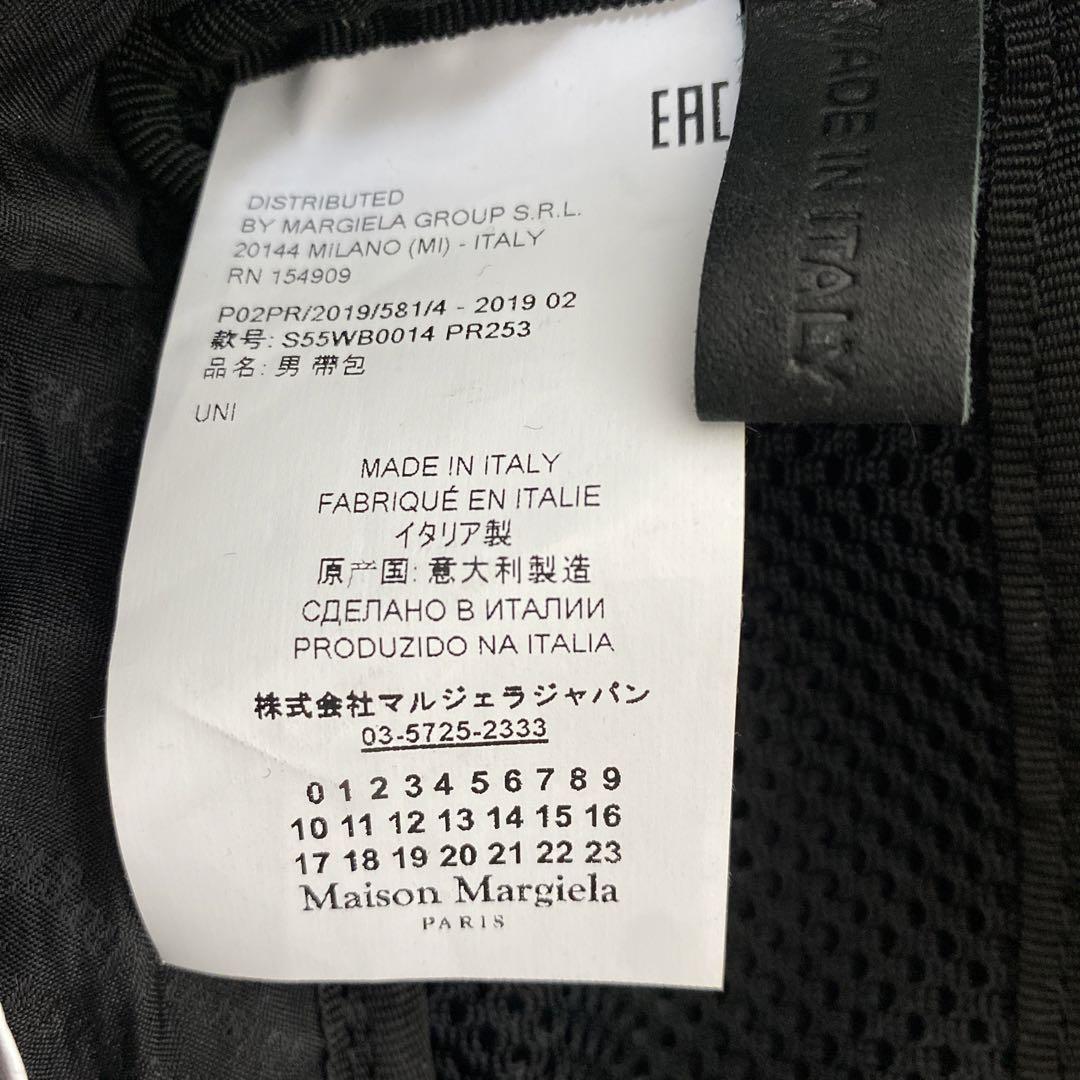 EAC
DISTRIBUTED
BY MARGIELA GROUP S.R.L.
20144 MILANO (MI) - ITALY
RN 154909
P02PR/2019/581/4 - 2019 02
款号: S55WB0014 PR253
品名: 男 帶包
UNI
MADE IN ITALY
FABRIQUÉ EN ITALIE
イタリア製
原产国: 意大利製造
СДЕЛАНО В ИТАЛИИ
PRODUZIDO NA ITALIA
株式会社マルジェラジャパン
03-5725-2333
0 1 2 3 4 5 6 7 8 9
10 11 12 13 14 15 16
17 18 19 20 21 22 23
Maison Margiela
PARIS
MADE IN ITALY